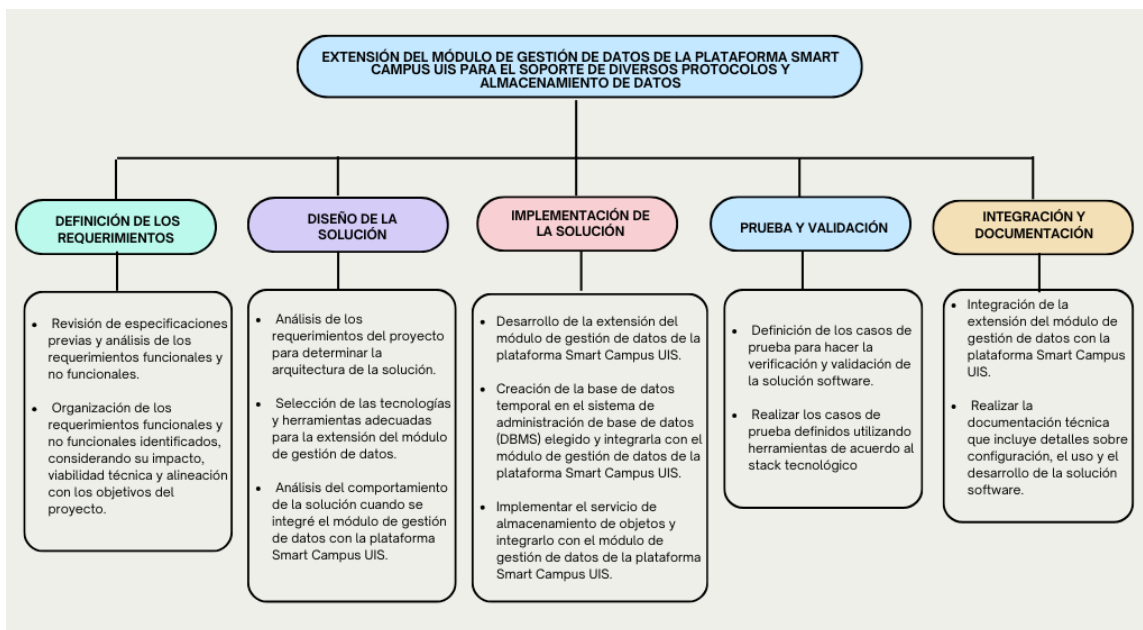 EXTENSIÓN DEL MÓDULO DE GESTIÓN DE DATOS DE LA PLATAFORMA SMART
CAMPUS UIS PARA EL SOPORTE DE DIVERSOS PROTOCOLOS Y
ALMACENAMIENTO DE DATOS
DEFINICIÓN DE LOS
REQUERIMIENTOS
• Revisión de especificaciones
previas y análisis de los
requerimientos funcionales y
no funcionales.
• Organización de los
requerimientos funcionales y
no funcionales identificados,
considerando su impacto,
viabilidad técnica y alineación
con los objetivos del
proyecto.
DISEÑO DE LA
SOLUCIÓN
• Análisis de los
requerimientos del proyecto
para determinar la
arquitectura de la solución.
• Selección de las tecnologías
y herramientas adecuadas
para la extensión del módulo
de gestión de datos.
• Análisis del comportamiento
de la solución cuando se
integré el módulo de gestión
de datos con la plataforma
Smart Campus UIS.
IMPLEMENTACIÓN DE
LA SOLUCIÓN
• Desarrollo de la extensión del
módulo de gestión de datos de la
plataforma Smart Campus UIS.
• Creación de la base de datos
temporal en el sistema de
administración de base de datos
(DBMS) elegido y integrarla con el
módulo de gestión de datos de la
plataforma Smart Campus UIS.
• Implementar el servicio de
almacenamiento de objetos y
integrarlo con el módulo de
gestión de datos de la plataforma
Smart Campus UIS.
PRUEBA Y VALIDACIÓN
• Definición de los casos de
prueba para hacer la
verificación y validación de
la solución software.
• Realizar los casos de
prueba definidos utilizando
herramientas de acuerdo al
stack tecnológico
INTEGRACIÓN Y
DOCUMENTACIÓN
• Integración de la
extensión del módulo de
gestión de datos con la
plataforma Smart Campus
UIS.
• Realizar la
documentación técnica
que incluye detalles sobre
configuración, el uso y el
desarrollo de la solución
software.